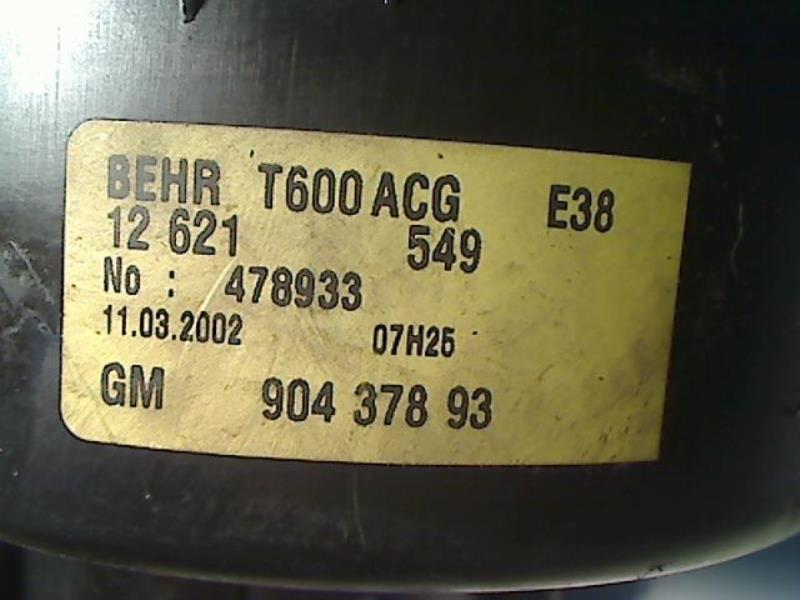 BEHR T600 ACG E38
12 621 549
No : 478933
11.03.2002 07H25
GM 904 378 93